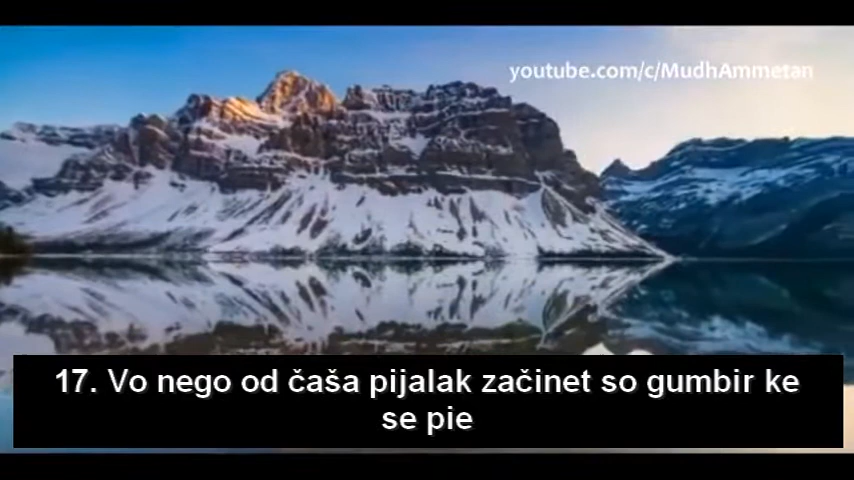 youtube.com/c/MudhAmmetan
17. Vo nego od čaša pijalak začinet so gumbir ke
se pie